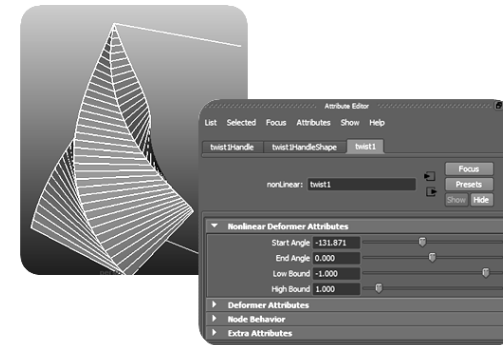 Attribute Editor
List Selected Focus Attributes Show Help
twist1Handle twist1HandleShape twist1
Focus
nonLinear: twist1 Presets
Show Hide
Nonlinear Deformer Attributes
Start Angle -131.871
End Angle 0.000
Low Bound -1.000
High Bound 1.000
Deformer Attributes
Node Behavior
Extra Attributes